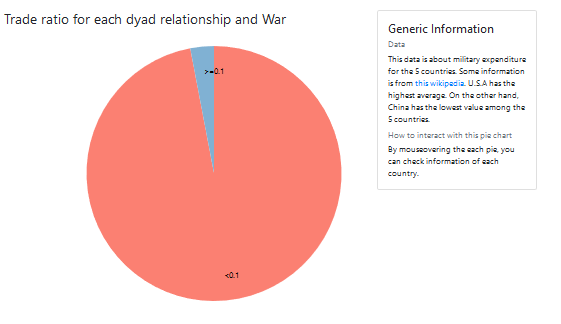 Trade ratio for each dyad relationship and War
>=0.1
<0.1
Generic Information
Data
This data is about military expenditure
for the 5 countries. Some information
is from this wikipedia. U.S.A has the
highest average. On the other hand,
China has the lowest value among the
5 countries.
How to interact with this pie chart
By mouseovering the each pie, you
can check information of each
country.